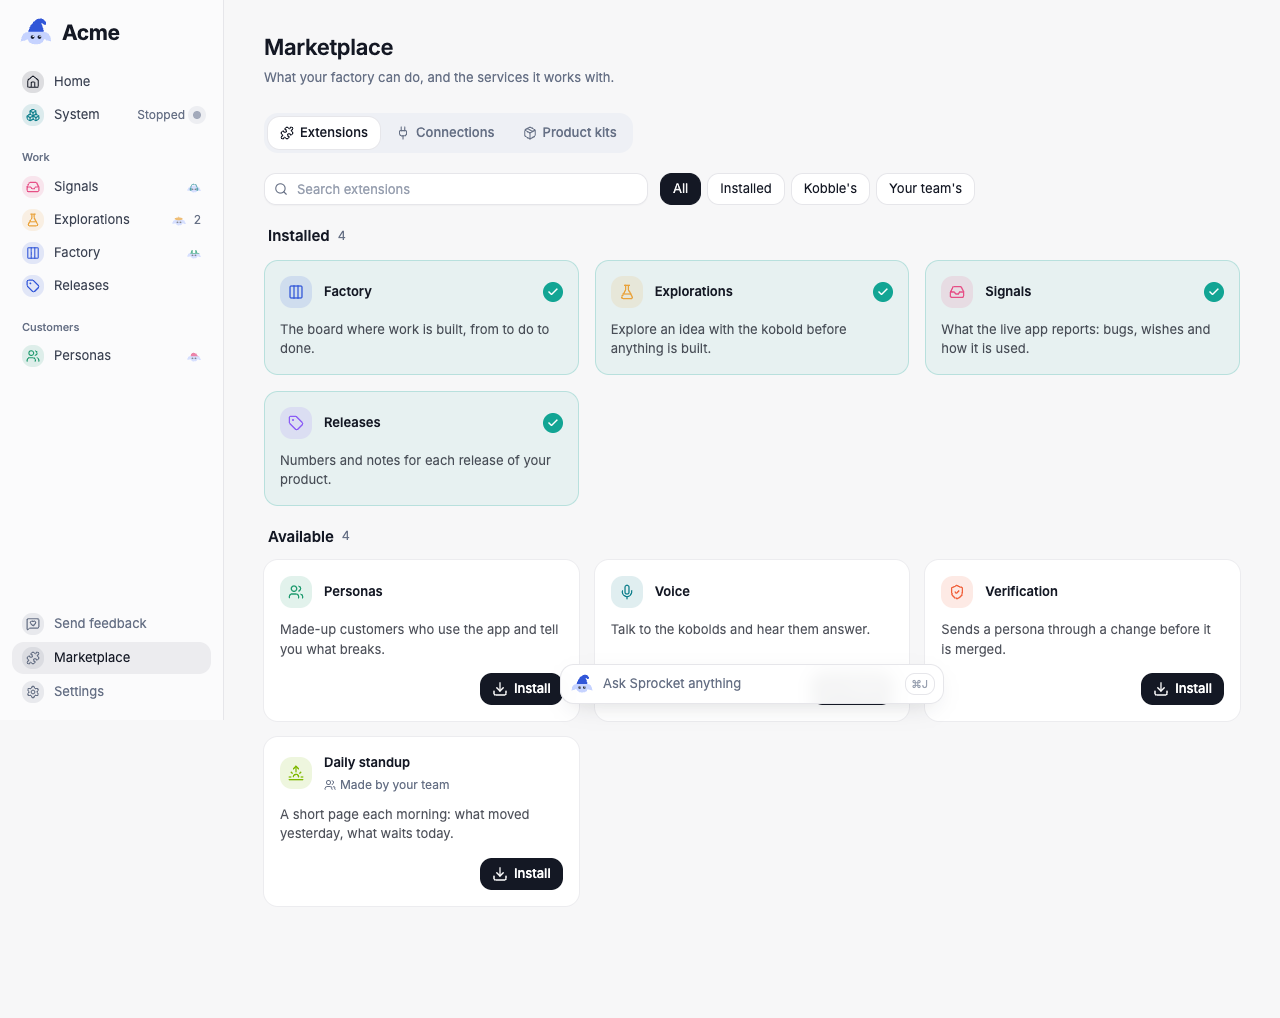 Acme
Home
System
Stopped
Work
Signals
Explorations
2
Factory
Releases
Customers
Personas
Send feedback
Marketplace
Settings
Marketplace
What your factory can do, and the services it works with.
Extensions
Connections
Product kits
Search extensions
All
Installed
Kobble's
Your team's
Installed 4
Factory
The board where work is built, from to do to
done.
Explorations
Explore an idea with the kobold before
anything is built.
Signals
What the live app reports: bugs, wishes and
how it is used.
Releases
Numbers and notes for each release of your
product.
Available 4
Personas
Made-up customers who use the app and tell
you what breaks.
Install
Voice
Talk to the kobolds and hear them answer.
Verification
Sends a persona through a change before it
is merged.
Install
Ask Sprocket anything
⌘J
Daily standup
Made by your team
A short page each morning: what moved
yesterday, what waits today.
Install